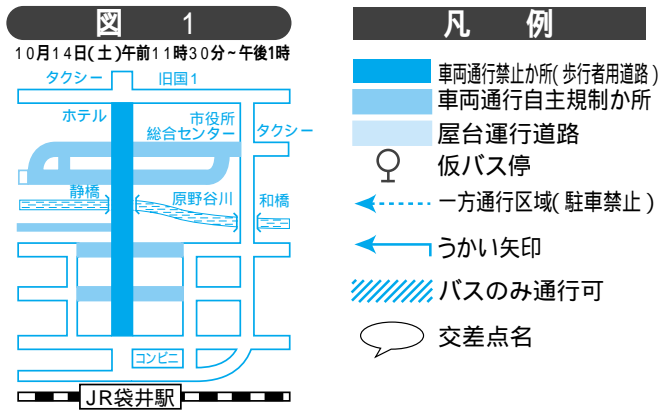 図 1
10月14日(土)午前11時30分~午後1時
タクシー
旧国1
ホテル
市役所
総合センター
タクシー
静橋
原野谷川
和橋
コンビニ
JR袋井駅
凡 例
車両通行禁止か所(歩行者用道路)
車両通行自主規制か所
屋台運行道路
仮バス停
一方通行区域(駐車禁止)
うかい矢印
バスのみ通行可
交差点名